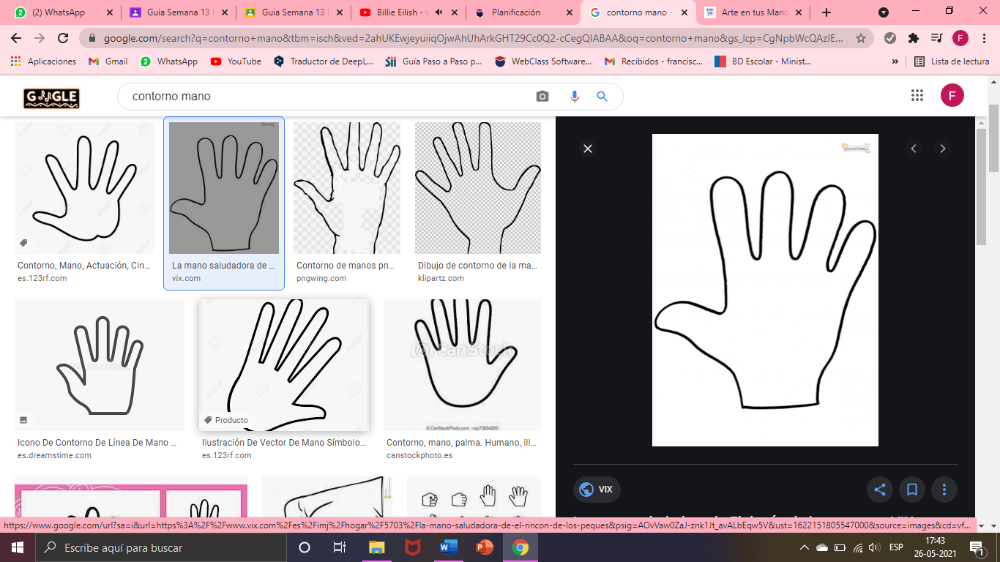 (2) WhatsApp
Guia Semana 13
Guia Semana 13
Billie Eilish -
Planificación
contorno mano -
Arte en tus Mano
google.com/search?q=contorno+mano&tbm=isch&ved=2ahUKEwjeyuiiqOjwAhUhArkGHT29Cc0Q2-cCegQIABAA&oq=contorno+mano&gs_lcp=CgNpbWcQAzIE...
F
Aplicaciones
Gmail
WhatsApp
YouTube
Traductor de DeepL...
Guía Paso a Paso p...
WebClass Software...
Recibidos - francisc...
BD Escolar - Minist...
»
Lista de lectura
GOOGLE
contorno mano
F
Contorno, Mano, Actuación, Cin...
es.123rf.com
La mano saludadora de ...
vix.com
Contorno de manos pn...
pngwing.com
Dibujo de contorno de la ma...
klipartz.com
Icono De Contorno De Línea De Mano ...
es.dreamstime.com
Producto
Ilustración De Vector De Mano Símbolo...
es.123rf.com
(c) CanStock
© CanStockPhoto.com - csp73834223
Contorno, mano, palma. Humano, ill...
canstockphoto.es
VIX
https://www.google.com/url?sa=i&url=https%3A%2F%2Fwww.vix.com%2Fes%2Fimj%2Fhogar%2F5703%2Fla-mano-saludadora-de-el-rincon-de-los-peques&psig=AOvVaw0ZaJ-znk1Jt_avALbEqw5V&ust=1622151805547000&source=images&cd=vf...
Escribe aquí para buscar
ESP
17:43
26-05-2021
1